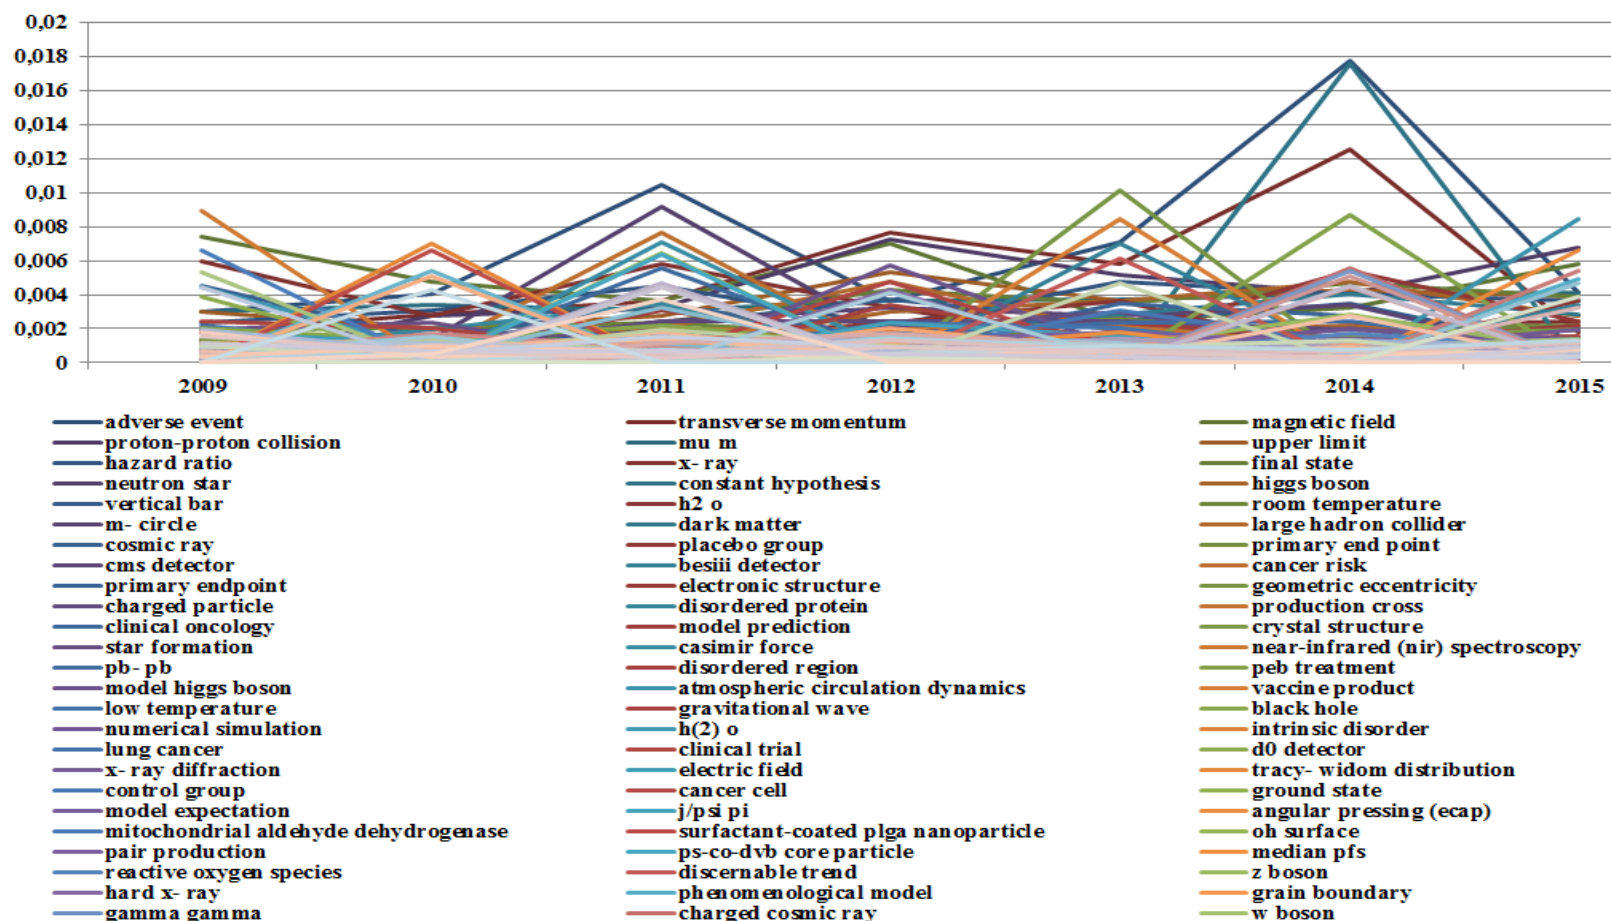 0,02
0,018
0,016
0,014
0,012
0,01
0,008
0,006
0,004
0,002
0
2009 2010 2011 2012 2013 2014 2015
adverse event transverse momentum magnetic field
proton-proton collision mu m upper limit
hazard ratio x- ray final state
neutron star constant hypothesis higgs boson
vertical bar h2 o room temperature
m- circle dark matter large hadron collider
cosmic ray placebo group primary end point
cms detector besiii detector cancer risk
primary endpoint electronic structure geometric eccentricity
charged particle disordered protein production cross
clinical oncology model prediction crystal structure
star formation casimir force near-infrared (nir) spectroscopy
pb- pb disordered region peb treatment
model higgs boson atmospheric circulation dynamics vaccine product
low temperature gravitational wave black hole
numerical simulation h(2) o intrinsic disorder
lung cancer clinical trial d0 detector
x- ray diffraction electric field tracy- widom distribution
control group cancer cell ground state
model expectation j/psi pi angular pressing (ecap)
mitochondrial aldehyde dehydrogenase surfactant-coated plga nanoparticle oh surface
pair production ps-co-dvb core particle median pfs
reactive oxygen species discernable trend z boson
hard x- ray phenomenological model grain boundary
gamma gamma charged cosmic ray w boson